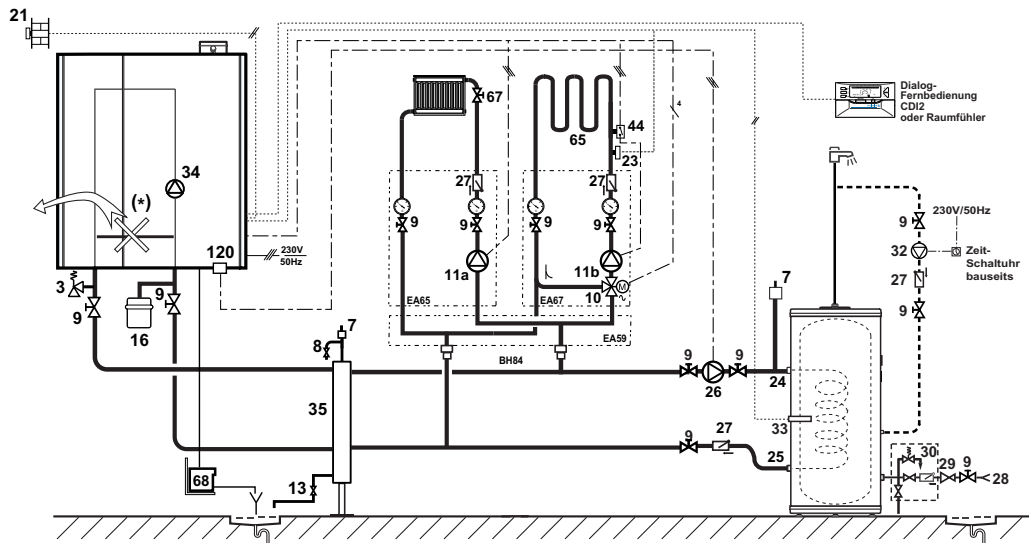 21
Dialog-
Fernbedienung
CDI2
oder Raumfühler
4
67
65
44
23
34
(*)
27
27
9
9
9
9
9
230V/50Hz
32
Zeit-
Schaltuhr
bauseits
27
9
120
230V
50Hz
11a
11b
10
M
EA65
EA67
EA59
3
9
16
9
7
7
8
BH84
9
9
26
24
35
33
9
27
25
30
29
9
28
68
13